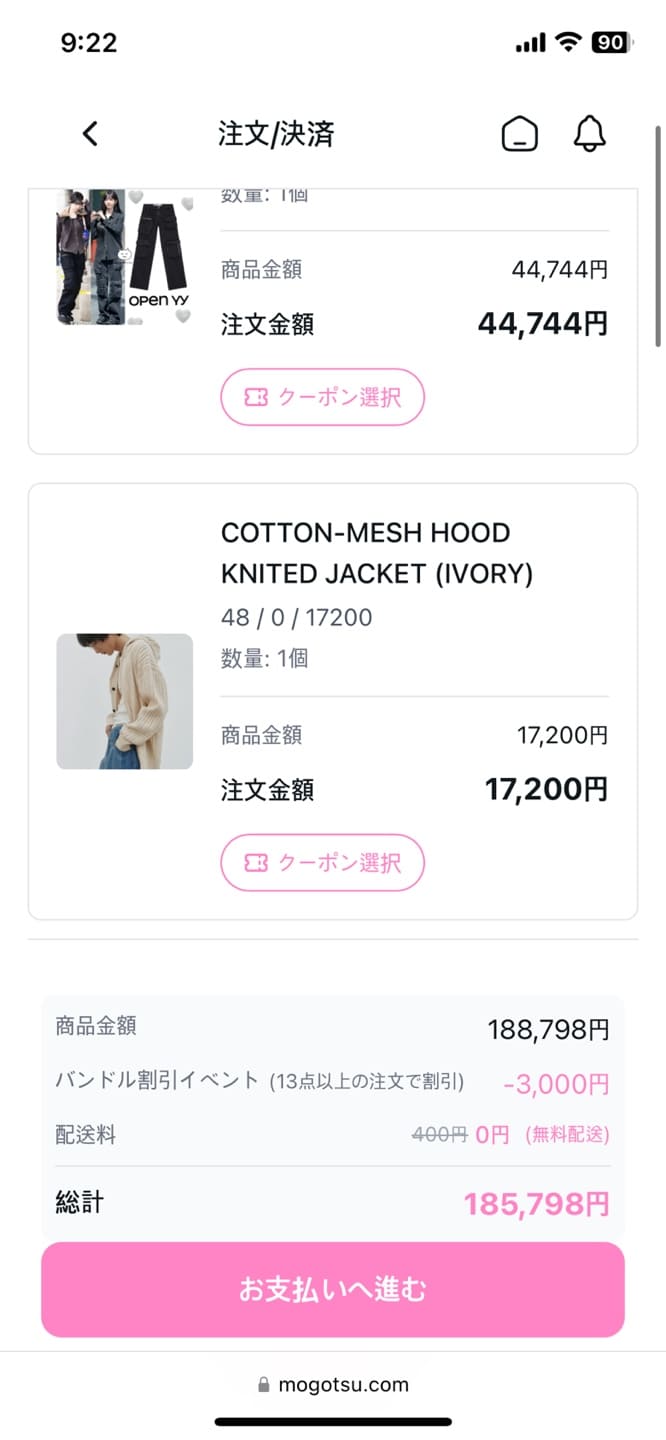 9:22
90
注文/決済
数量: 1個
OPEN YY
商品金額 44,744円
注文金額 44,744円
クーポン選択
COTTON-MESH HOOD
KNITED JACKET (IVORY)
48 / 0 / 17200
数量: 1個
商品金額 17,200円
注文金額 17,200円
クーポン選択
商品金額 188,798円
バンドル割引イベント (13点以上の注文で割引) -3,000円
配送料 400円 0円 (無料配送)
総計 185,798円
お支払いへ進む
mogotsu.com